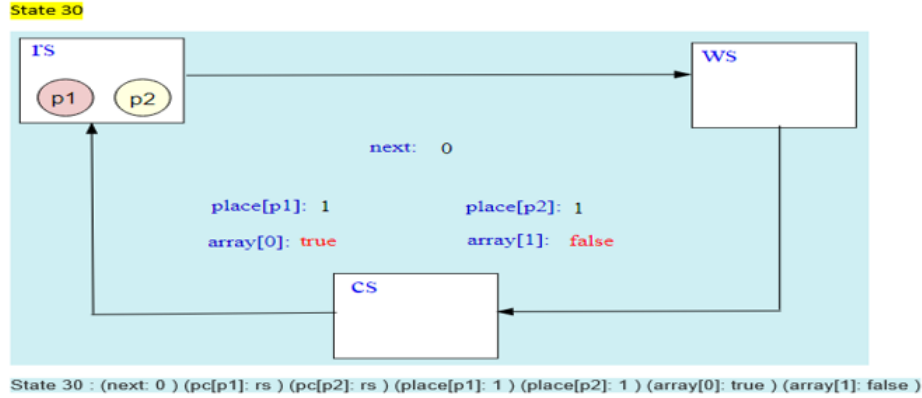 State 30
rs
ws
p1 p2
next: 0
place[p1]: 1 place[p2]: 1
array[0]: true array[1]: false
cs
State 30 : (next: 0 ) (pc[p1]: rs ) (pc[p2]: rs ) (place[p1]: 1 ) (place[p2]: 1 ) (array[0]: true ) (array[1]: false )